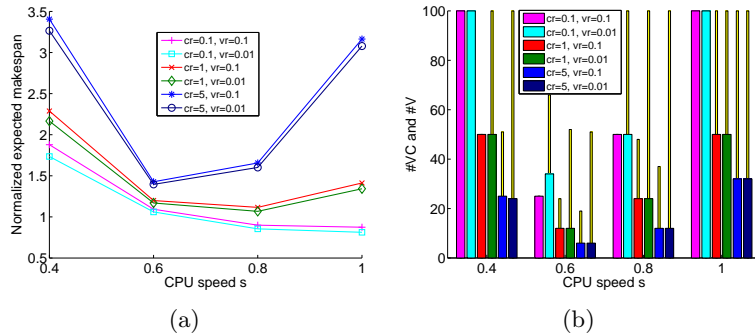 Normalized expected makespan
3.5
3
2.5
2
1.5
1
0.5
cr=0.1, vr=0.1
cr=0.1, vr=0.01
cr=1, vr=0.1
cr=1, vr=0.01
cr=5, vr=0.1
cr=5, vr=0.01
0.4 0.6 0.8 1
CPU speed s
(a)
#VC and #V
100
80
60
40
20
0
cr=0.1, vr=0.1
cr=0.1, vr=0.01
cr=1, vr=0.1
cr=1, vr=0.01
cr=5, vr=0.1
cr=5, vr=0.01
0.4 0.6 0.8 1
CPU speed s
(b)